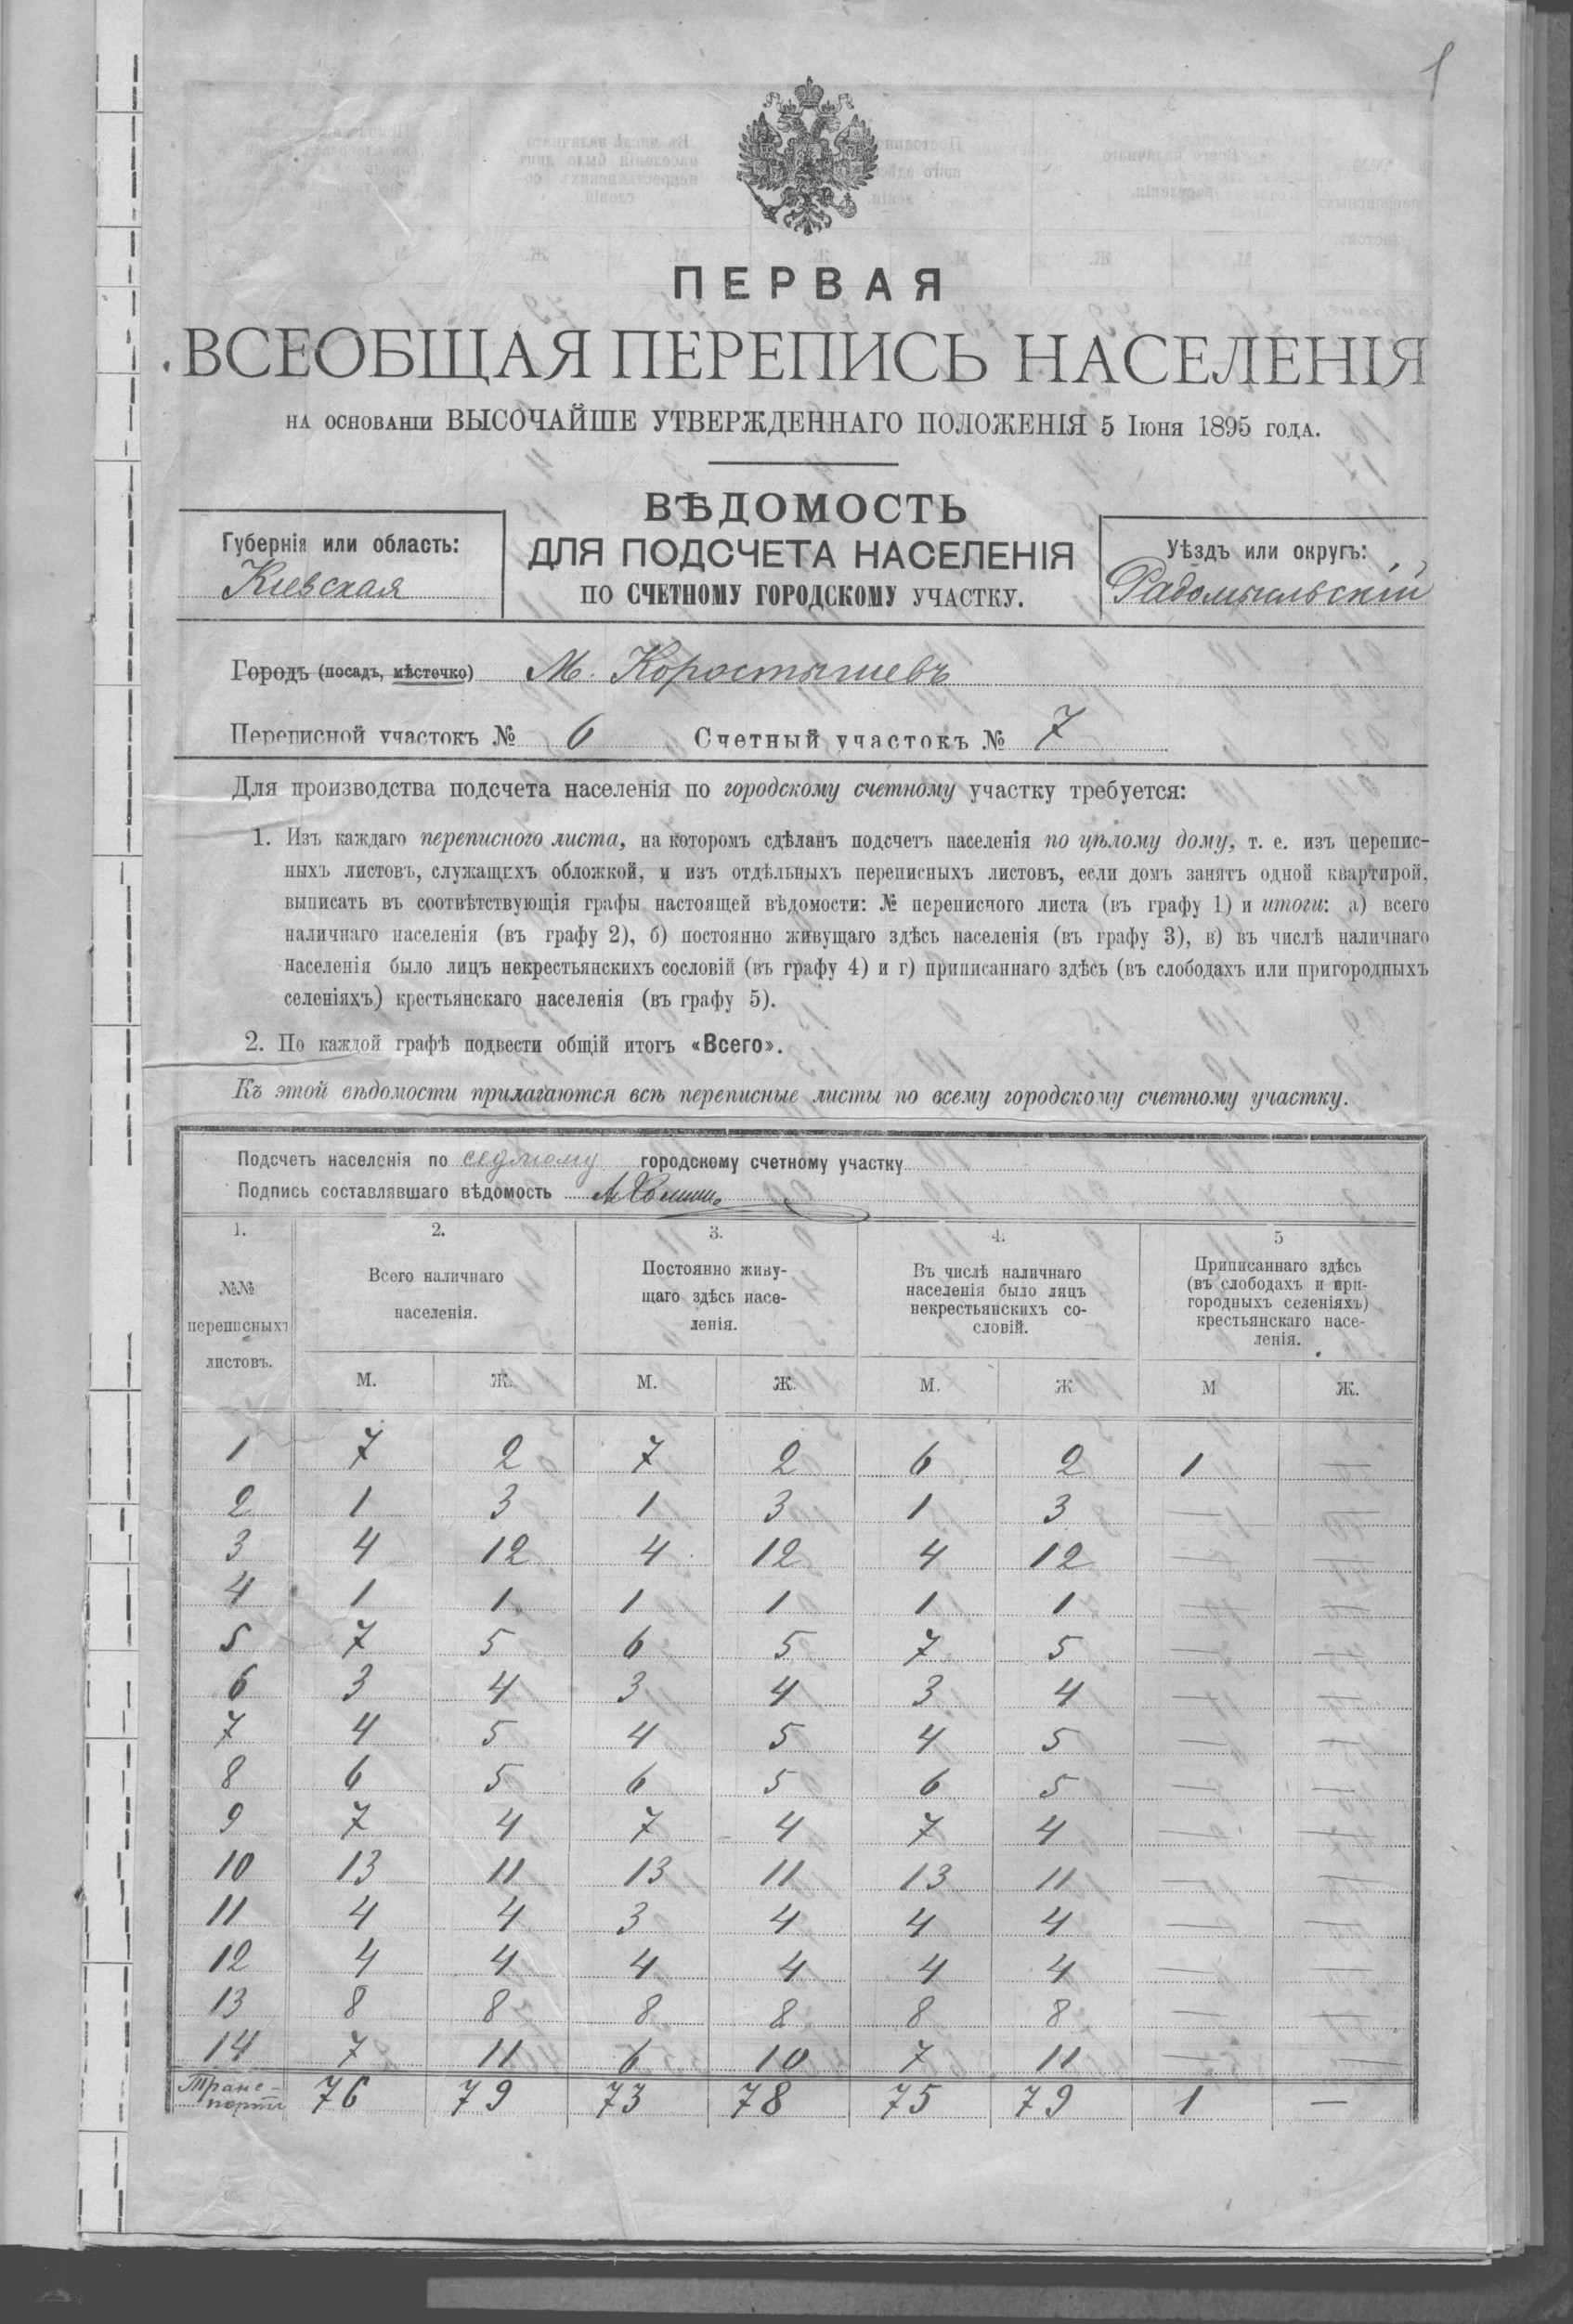 1
ПЕРВАЯ
ВСЕОБЩАЯ ПЕРЕПИСЬ НАСЕЛЕНІЯ
НА ОСНОВАНІИ ВЫСОЧАЙШЕ УТВЕРЖДЕННАГО ПОЛОЖЕНІЯ 5 Іюня 1895 ГОДА.
ВѢДОМОСТЬ
ДЛЯ ПОДСЧЕТА НАСЕЛЕНІЯ
ПО СЧЕТНОМУ ГОРОДСКОМУ УЧАСТКУ.
Губернія или область:
Кіевская
Уѣздъ или округъ:
Радомысльскій
Городъ (посадъ, мѣстечко) М. Коростышевъ
Переписной участокъ № 6 Счетный участокъ № 7
Для производства подсчета населенія по городскому счетному участку требуется:
1. Изъ каждаго переписного листа, на которомъ сдѣланъ подсчетъ населенія по цѣлому дому, т. е. изъ перепис-
ныхъ листовъ, служащихъ обложкой, и изъ отдѣльныхъ переписныхъ листовъ, если домъ занятъ одной квартирой,
выписать въ соотвѣтствующія графы настоящей вѣдомости: № переписного листа (въ графу 1) и итоги: а) всего
наличнаго населенія (въ графу 2), б) постоянно живущаго здѣсь населенія (въ графу 3), в) въ числѣ наличнаго
населенія было лицъ некрестьянскихъ сословій (въ графу 4) и г) приписаннаго здѣсь (въ слободахъ или пригородныхъ
селеніяхъ) крестьянскаго населенія (въ графу 5).
2. По каждой графѣ подвести общій итогъ «Всего».
Къ этой вѣдомости прилагаются всѣ переписные листы по всему городскому счетному участку.
Подсчетъ населенія по седьмому городскому счетному участку
Подпись составлявшаго вѣдомость
1. 2. 3. 4. 5
№№
переписныхъ
листовъ.
Всего наличнаго
населенія.
Постоянно живу-
щаго здѣсь насе-
ленія.
Въ числѣ наличнаго
населенія было лицъ
некрестьянскихъ со-
словій.
Приписаннаго здѣсь
(въ слободахъ и при-
городныхъ селеніяхъ)
крестьянскаго насе-
ленія.
М. Ж. М. Ж. М. Ж М Ж.
1 7 2 7 2 6 2 1 —
2 1 3 1 3 1 3 — —
3 4 12 4 12 4 12 — —
4 1 1 1 1 1 1 — —
5 7 5 6 5 7 5 — —
6 3 4 3 4 3 4 — —
7 4 5 4 5 4 5 — —
8 6 5 6 5 6 5 — —
9 7 4 7 4 7 4 — —
10 13 11 13 11 13 11 — —
11 4 4 3 4 4 4 — —
12 4 4 4 4 4 4 — —
13 8 8 8 8 8 8 — —
14 7 11 6 10 7 11 — —
Транс-
портъ 76 79 73 78 75 79 1 —